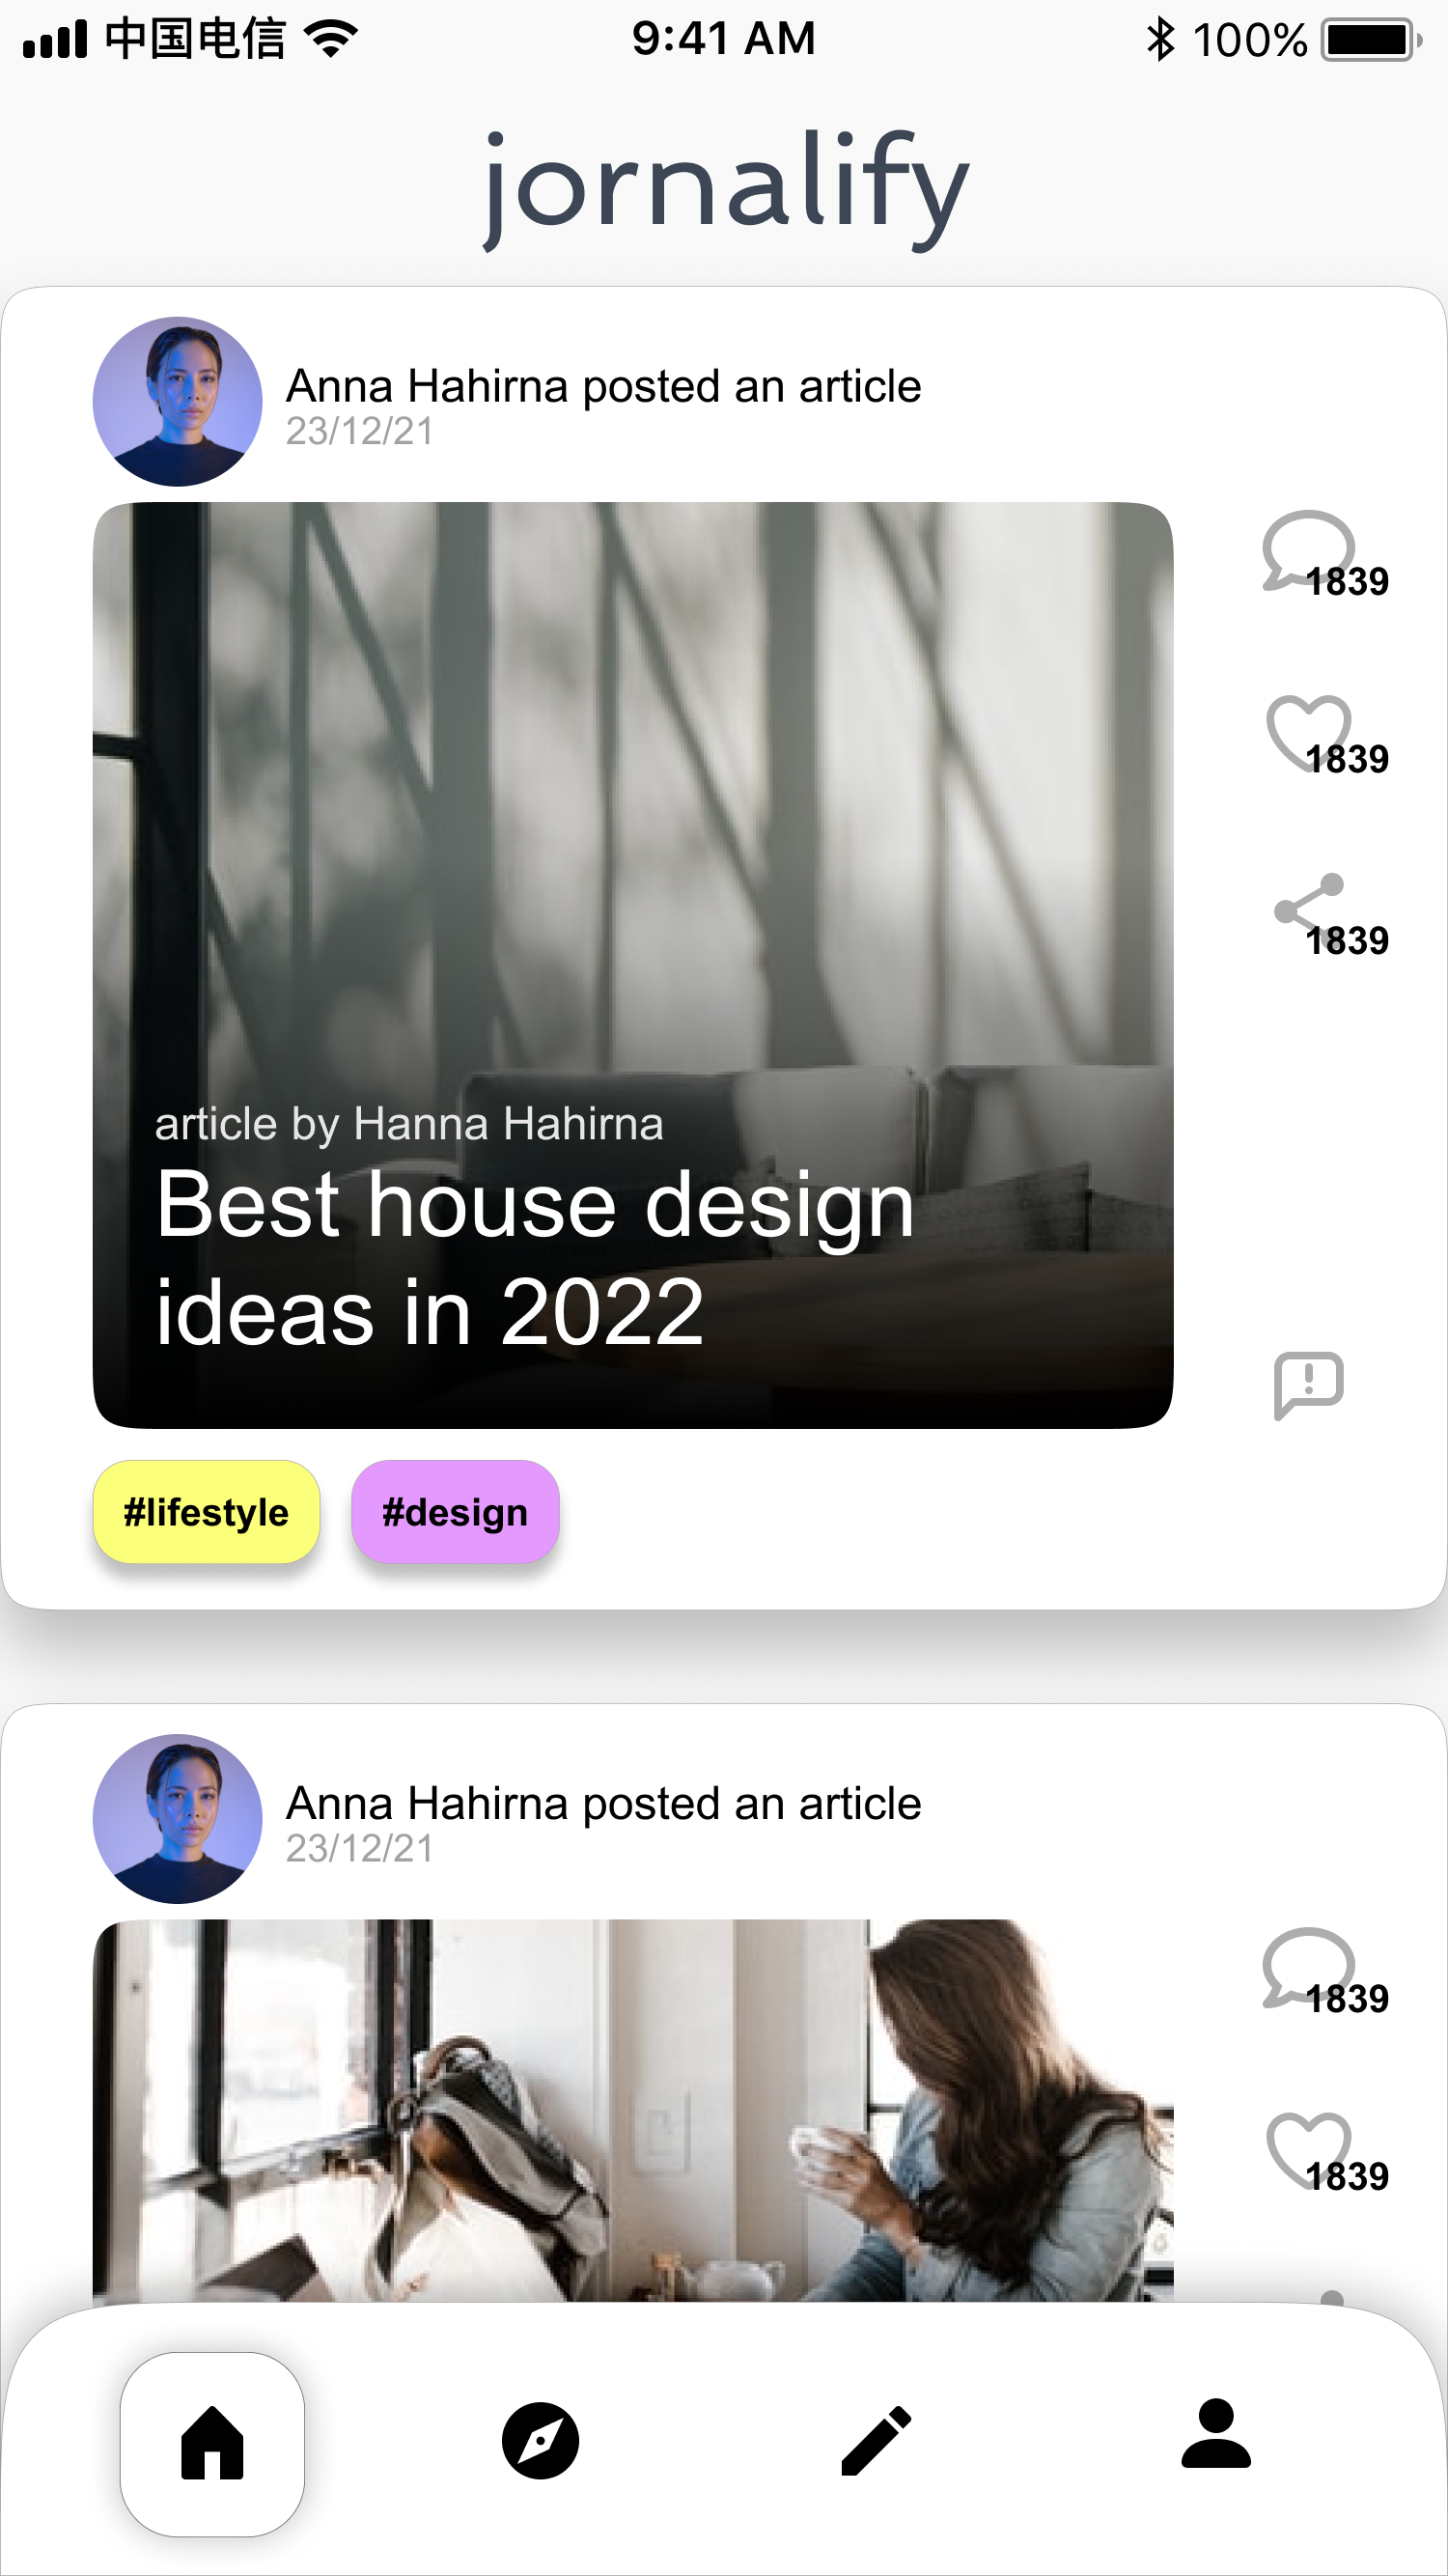 中国电信
9:41 AM
100%
jornalify
Anna Hahirna posted an article
23/12/21
1839
1839
1839
article by Hanna Hahirna
Best house design
ideas in 2022
#lifestyle
#design
Anna Hahirna posted an article
23/12/21
1839
1839